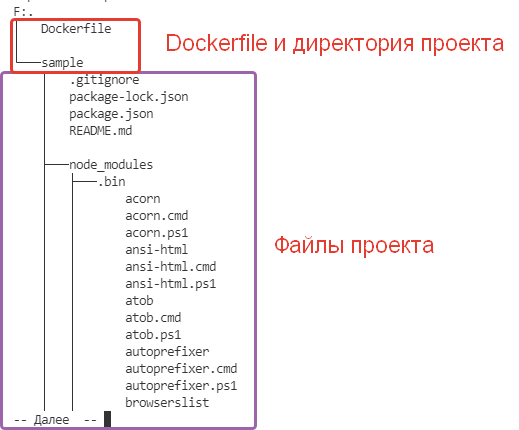 F:.
Dockerfile
Dockerfile и директория проекта
sample
.gitignore
package-lock.json
package.json
README.md
node_modules
.bin
acorn
acorn.cmd
acorn.ps1
ansi-html
Файлы проекта
ansi-html.cmd
ansi-html.ps1
atob
atob.cmd
atob.ps1
autoprefixer
autoprefixer.cmd
autoprefixer.ps1
browserslist
-- Далее --